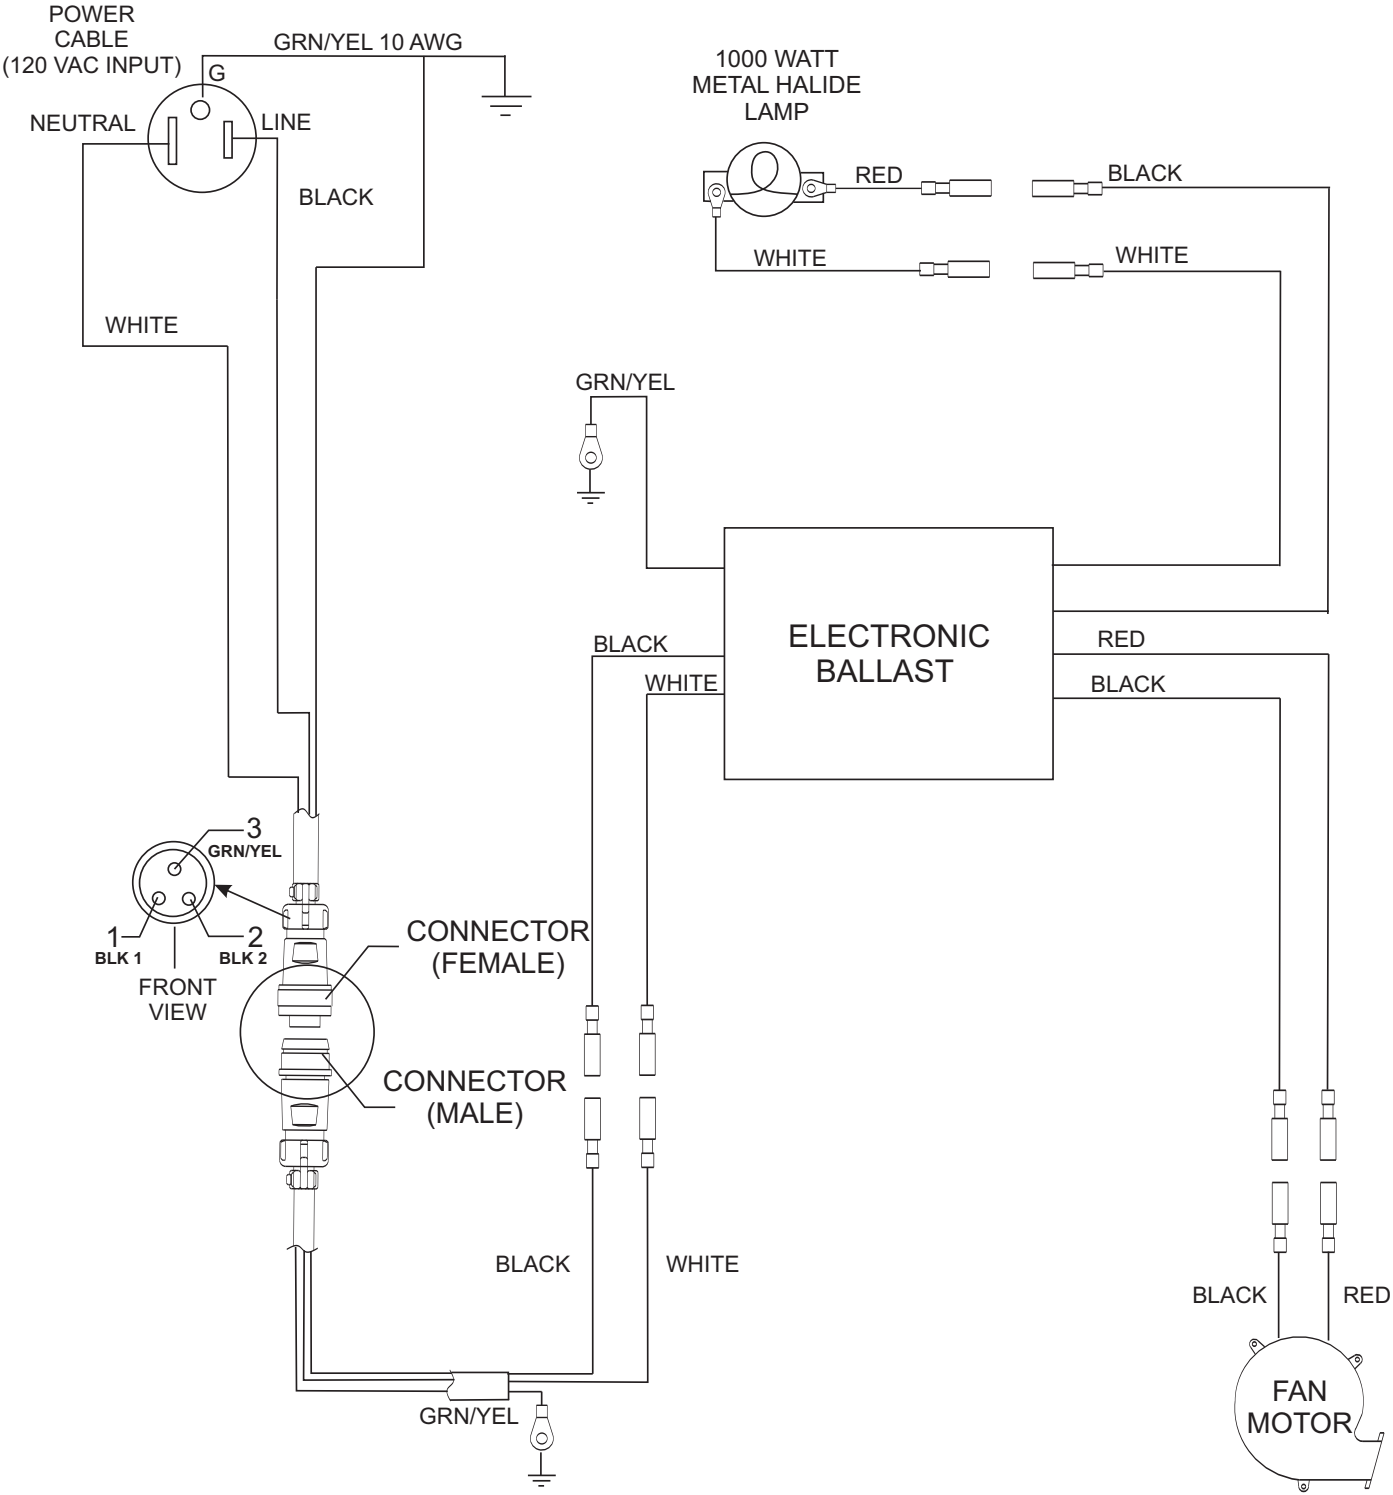 POWER
CABLE
(120 VAC INPUT)
GRN/YEL 10 AWG
G
NEUTRAL
LINE
BLACK
WHITE
1000 WATT
METAL HALIDE
LAMP
RED
BLACK
WHITE
WHITE
GRN/YEL
ELECTRONIC
BALLAST
BLACK
WHITE
RED
BLACK
3
GRN/YEL
1
BLK 1
2
BLK 2
FRONT
VIEW
CONNECTOR
(FEMALE)
CONNECTOR
(MALE)
BLACK
WHITE
GRN/YEL
BLACK
RED
FAN
MOTOR